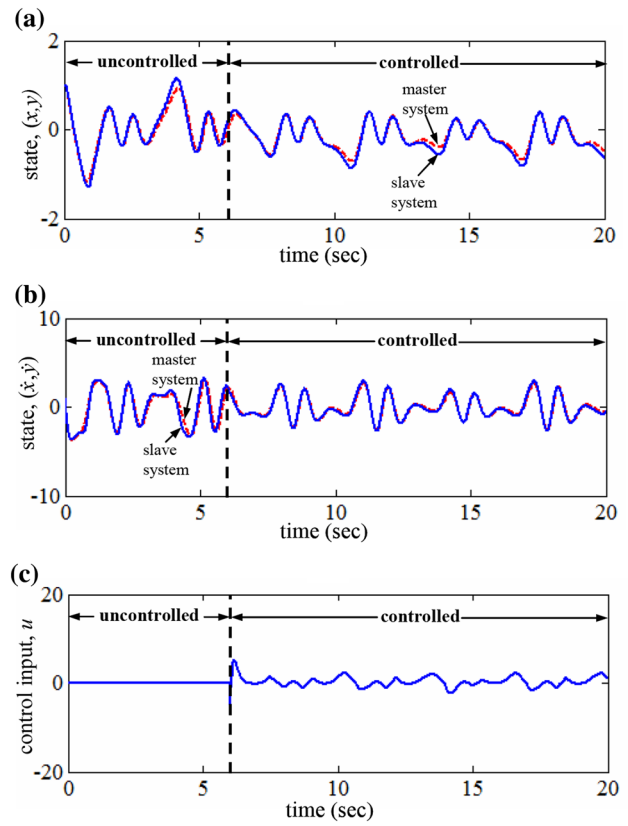 (a)
2
0
-2
state, (x,y)
uncontrolled
controlled
master
system
slave
system
0
5
10
15
20
time (sec)
(b)
10
0
-10
state, (ẋ,ẏ)
uncontrolled
controlled
master
system
slave
system
0
5
10
15
20
time (sec)
(c)
20
0
-20
control input, u
uncontrolled
controlled
0
5
10
15
20
time (sec)